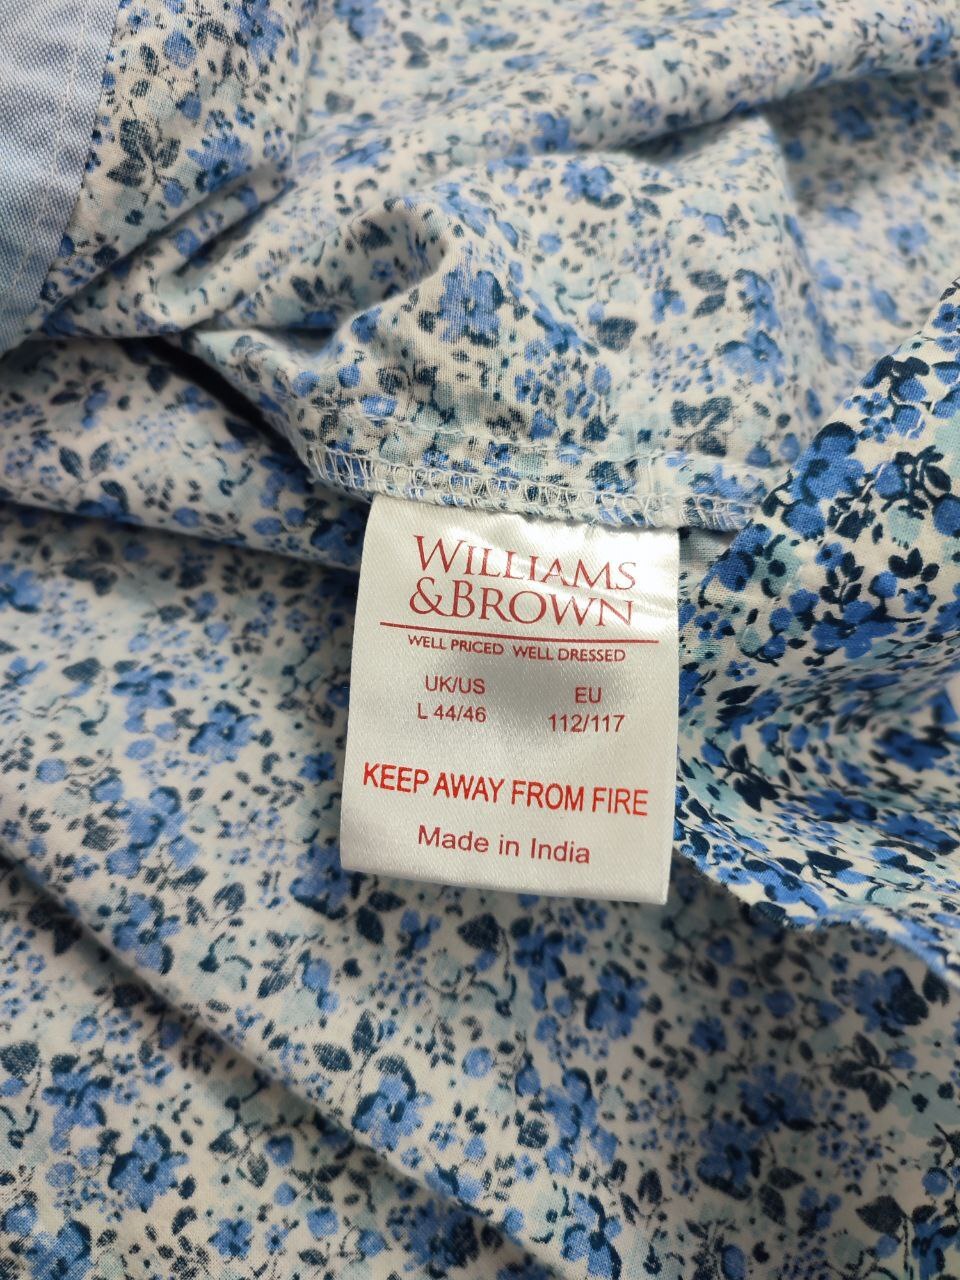 WILLIAMS
&BROWN
WELL PRICED WELL DRESSED
UK/US EU
L 44/46 112/117
KEEP AWAY FROM FIRE
Made in India